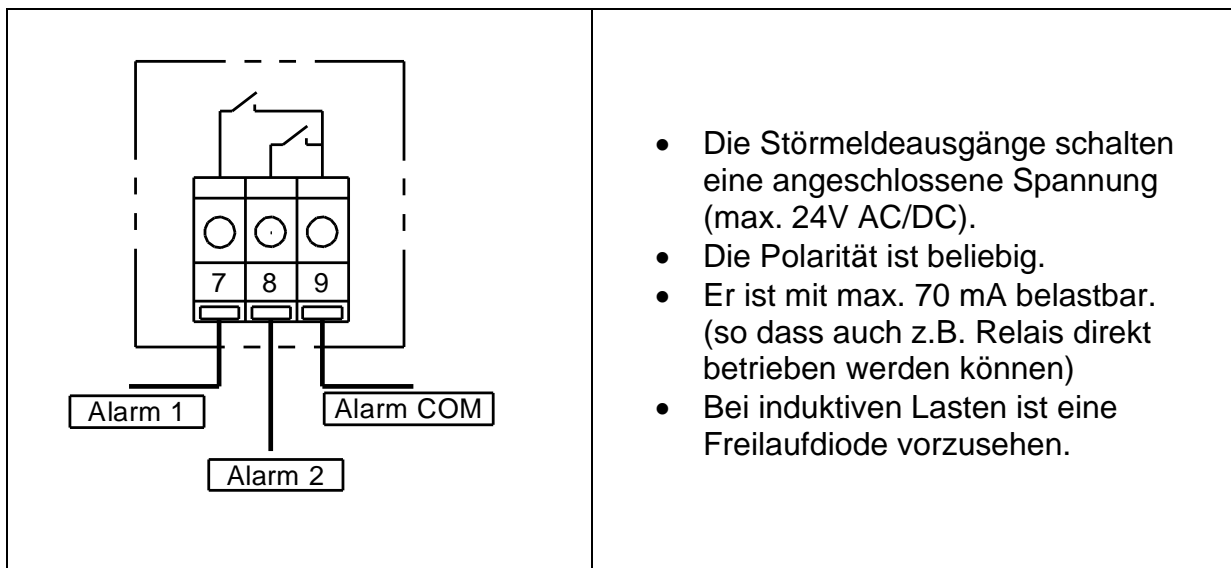 7 8 9
Alarm 1
Alarm COM
Alarm 2
• Die Störmeldeausgänge schalten
eine angeschlossene Spannung
(max. 24V AC/DC).
• Die Polarität ist beliebig.
• Er ist mit max. 70 mA belastbar.
(so dass auch z.B. Relais direkt
betrieben werden können)
• Bei induktiven Lasten ist eine
Freilaufdiode vorzusehen.